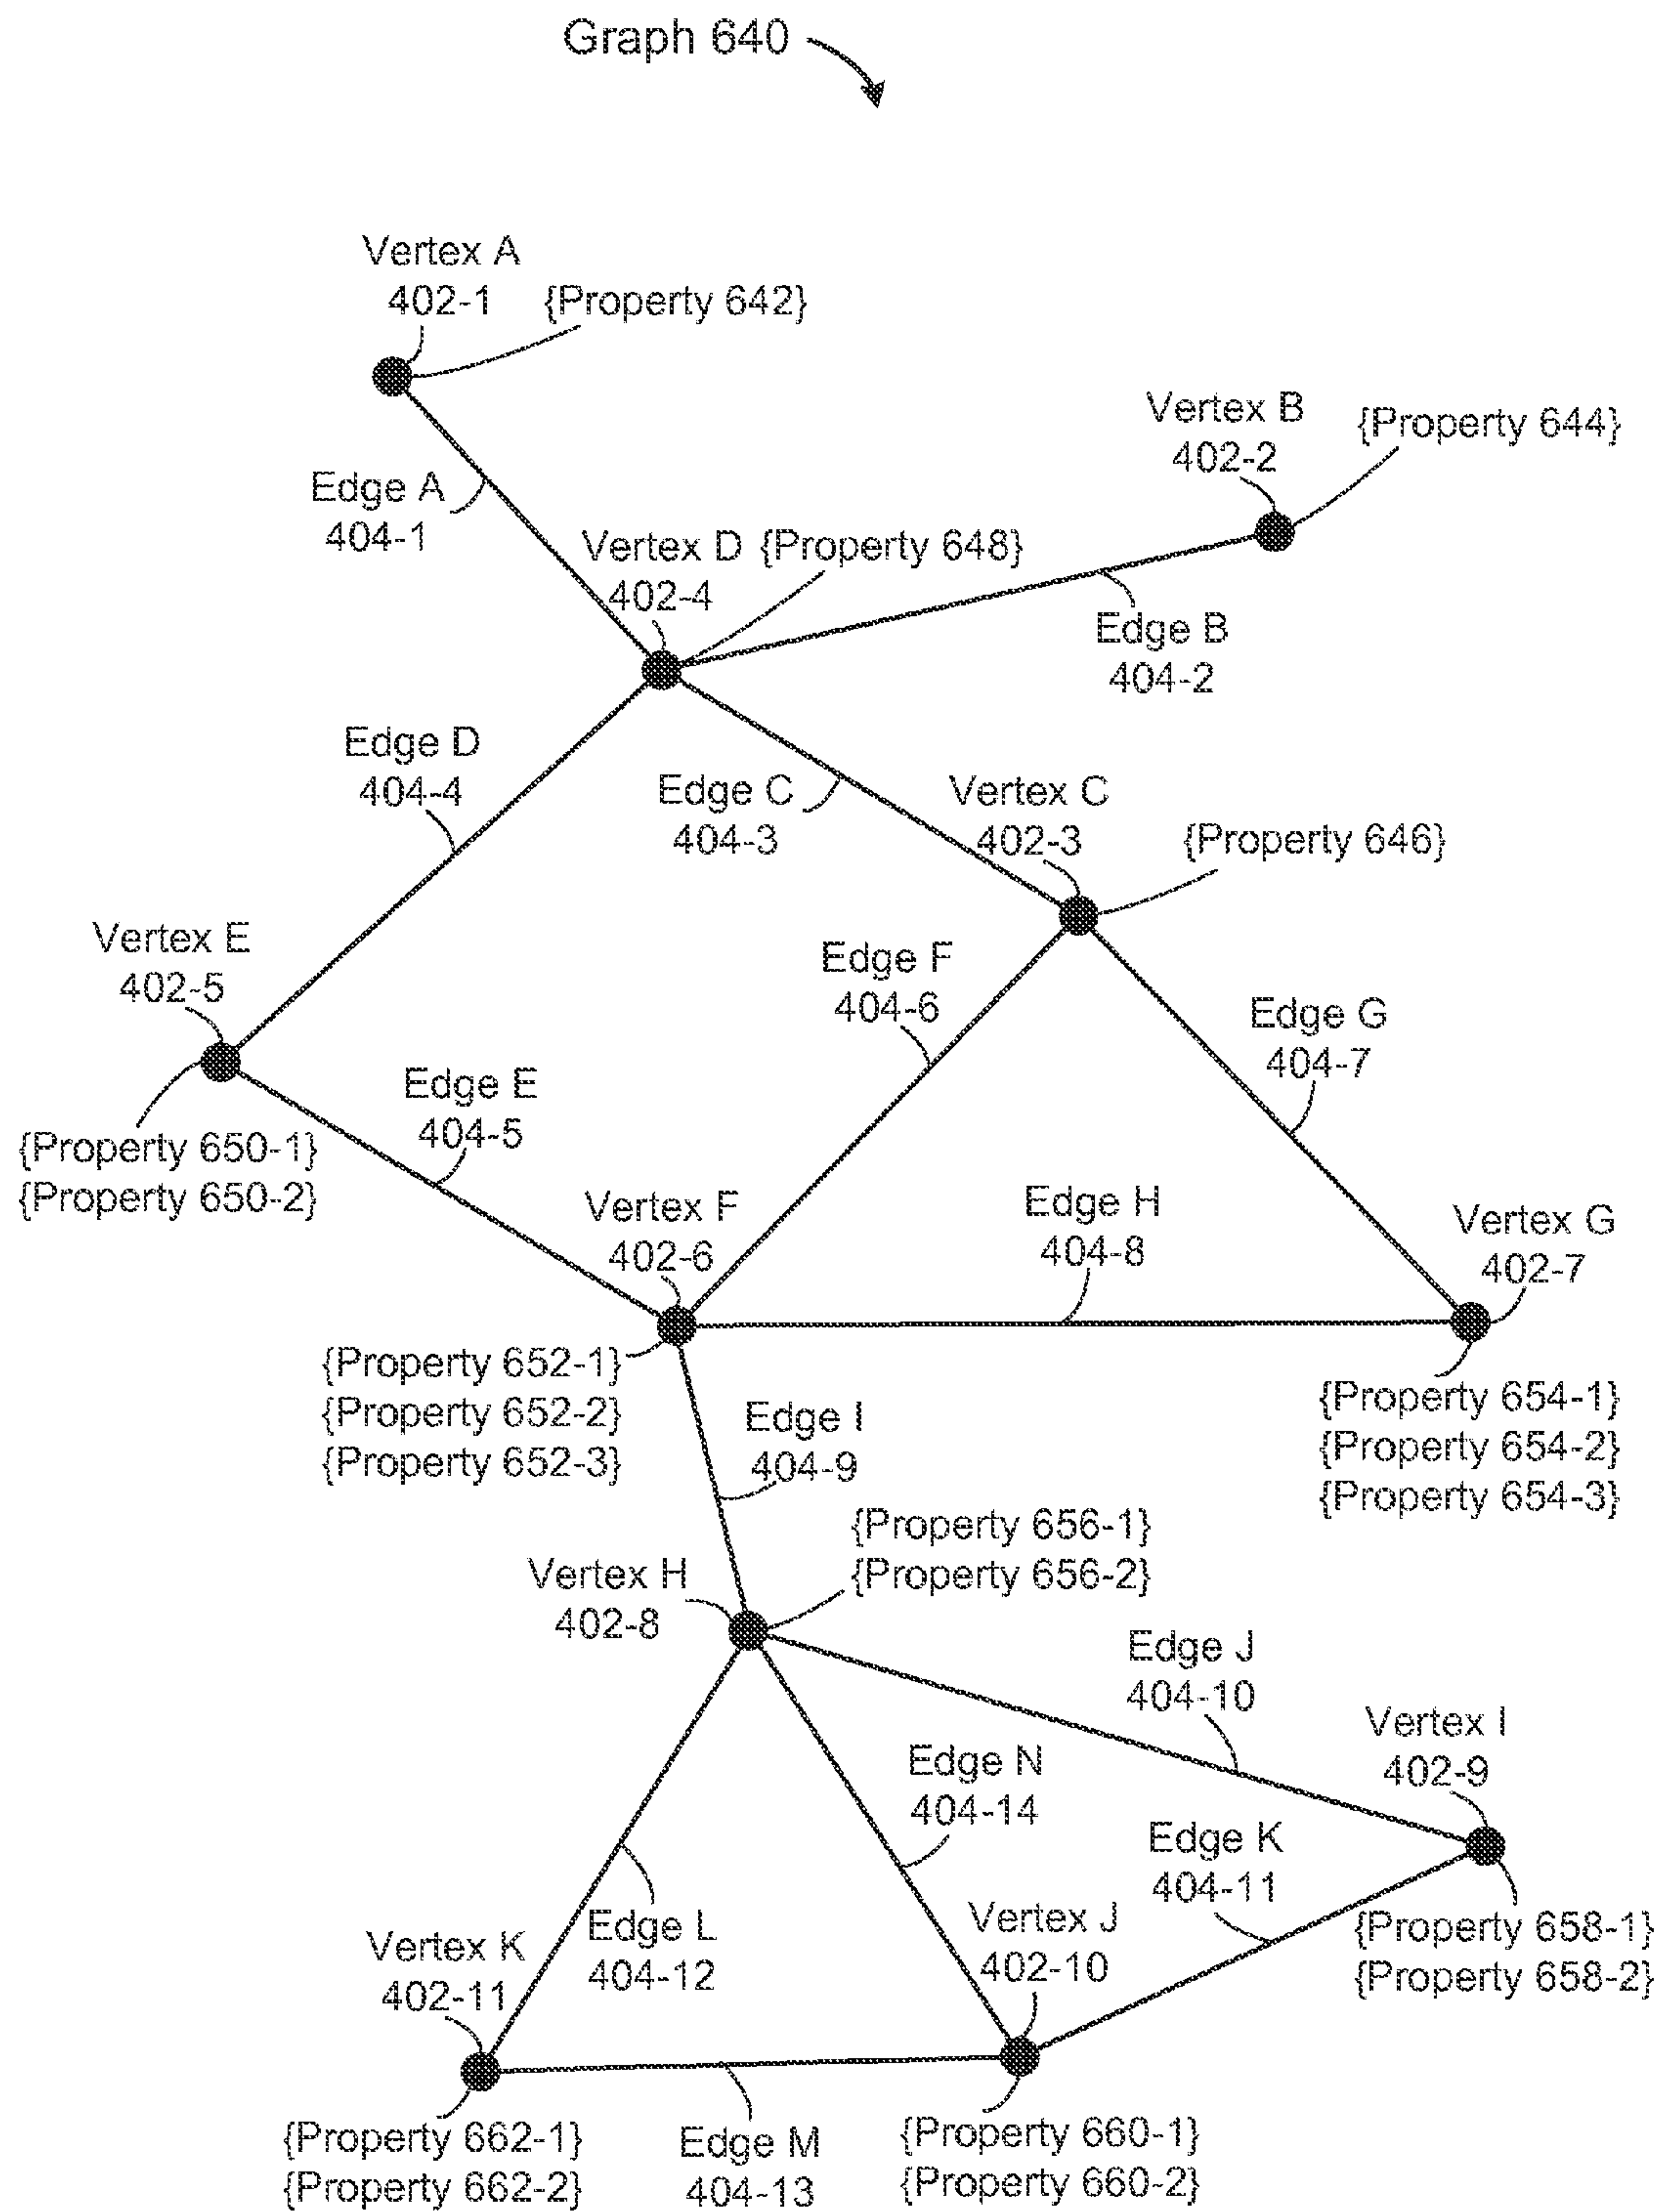 Graph 640
Vertex A
402-1
{Property 642}
Vertex B
402-2
{Property 644}
Edge A
404-1
Vertex D
402-4
{Property 648}
Edge B
404-2
Edge D
404-4
Edge C
404-3
Vertex C
402-3
{Property 646}
Vertex E
402-5
Edge F
404-6
Edge G
404-7
Edge E
404-5
{Property 650-1}
{Property 650-2}
Vertex F
402-6
Edge H
404-8
Vertex G
402-7
{Property 652-1}
{Property 652-2}
{Property 652-3}
Edge I
404-9
{Property 654-1}
{Property 654-2}
{Property 654-3}
{Property 656-1}
{Property 656-2}
Vertex H
402-8
Edge J
404-10
Vertex I
402-9
Edge N
404-14
Edge K
404-11
Vertex K
402-11
Edge L
404-12
Vertex J
402-10
{Property 658-1}
{Property 658-2}
{Property 662-1}
{Property 662-2}
Edge M
404-13
{Property 660-1}
{Property 660-2}